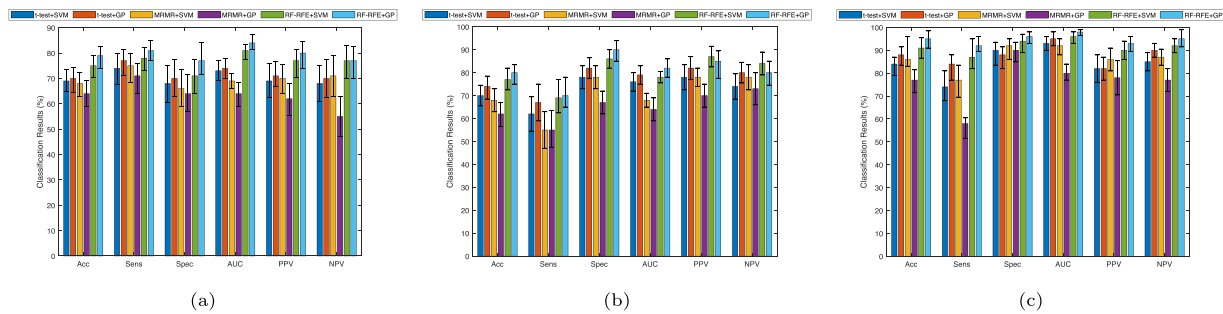 t-test+SVM t-test+GP MRMR+SVM MRMR+GP RF-RFE+SVM RF-RFE+GP
90
80
70
60
50
40
30
20
10
0
Classification Results (%)
Acc Sens Spec AUC PPV NPV
(a)
t-test+SVM t-test+GP MRMR+SVM MRMR+GP RF-RFE+SVM RF-RFE+GP
100
90
80
70
60
50
40
30
20
10
0
Classification Results (%)
Acc Sens Spec AUC PPV NPV
(b)
t-test+SVM t-test+GP MRMR+SVM MRMR+GP RF-RFE+SVM RF-RFE+GP
100
90
80
70
60
50
40
30
20
10
0
Classification Results (%)
Acc Sens Spec AUC PPV NPV
(c)